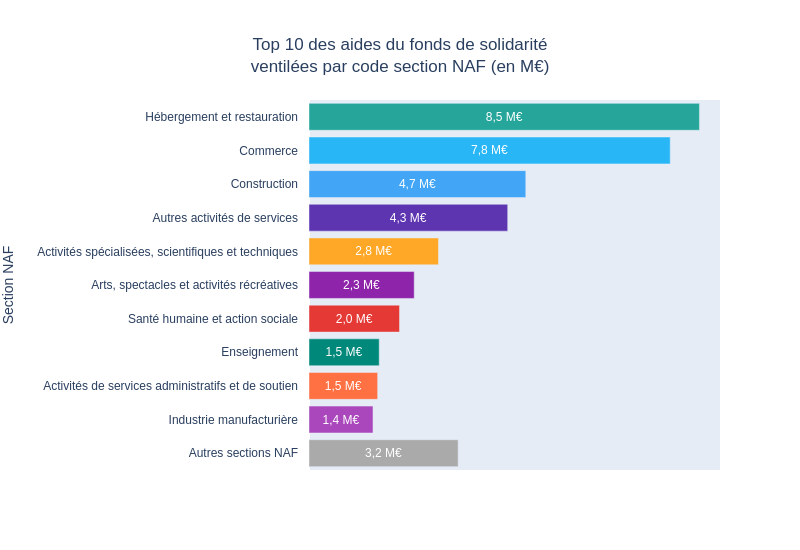 Top 10 des aides du fonds de solidarité
ventilées par code section NAF (en M€)
Section NAF
Hébergement et restauration 8,5 M€
Commerce 7,8 M€
Construction 4,7 M€
Autres activités de services 4,3 M€
Activités spécialisées, scientifiques et techniques 2,8 M€
Arts, spectacles et activités récréatives 2,3 M€
Santé humaine et action sociale 2,0 M€
Enseignement 1,5 M€
Activités de services administratifs et de soutien 1,5 M€
Industrie manufacturière 1,4 M€
Autres sections NAF 3,2 M€